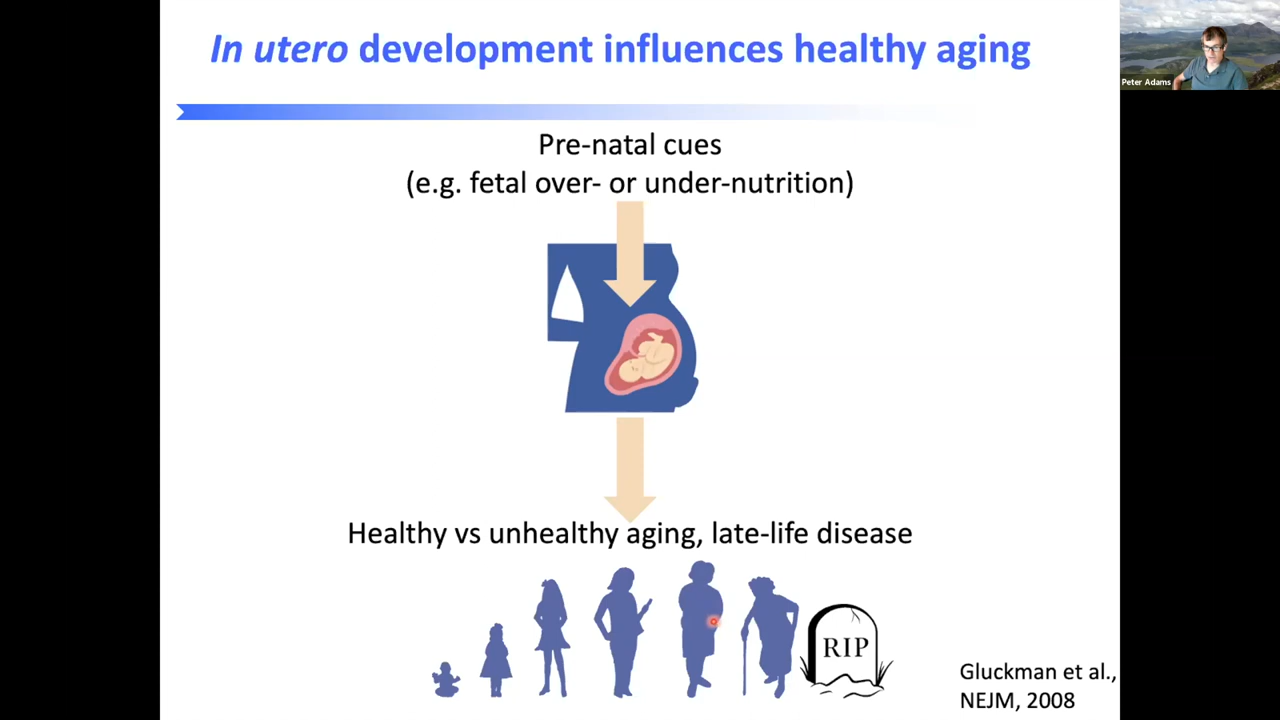 In utero development influences healthy aging
Peter Adams
Pre-natal cues
(e.g. fetal over- or under-nutrition)
Healthy vs unhealthy aging, late-life disease
RIP
Gluckman et al.,
NEJM, 2008